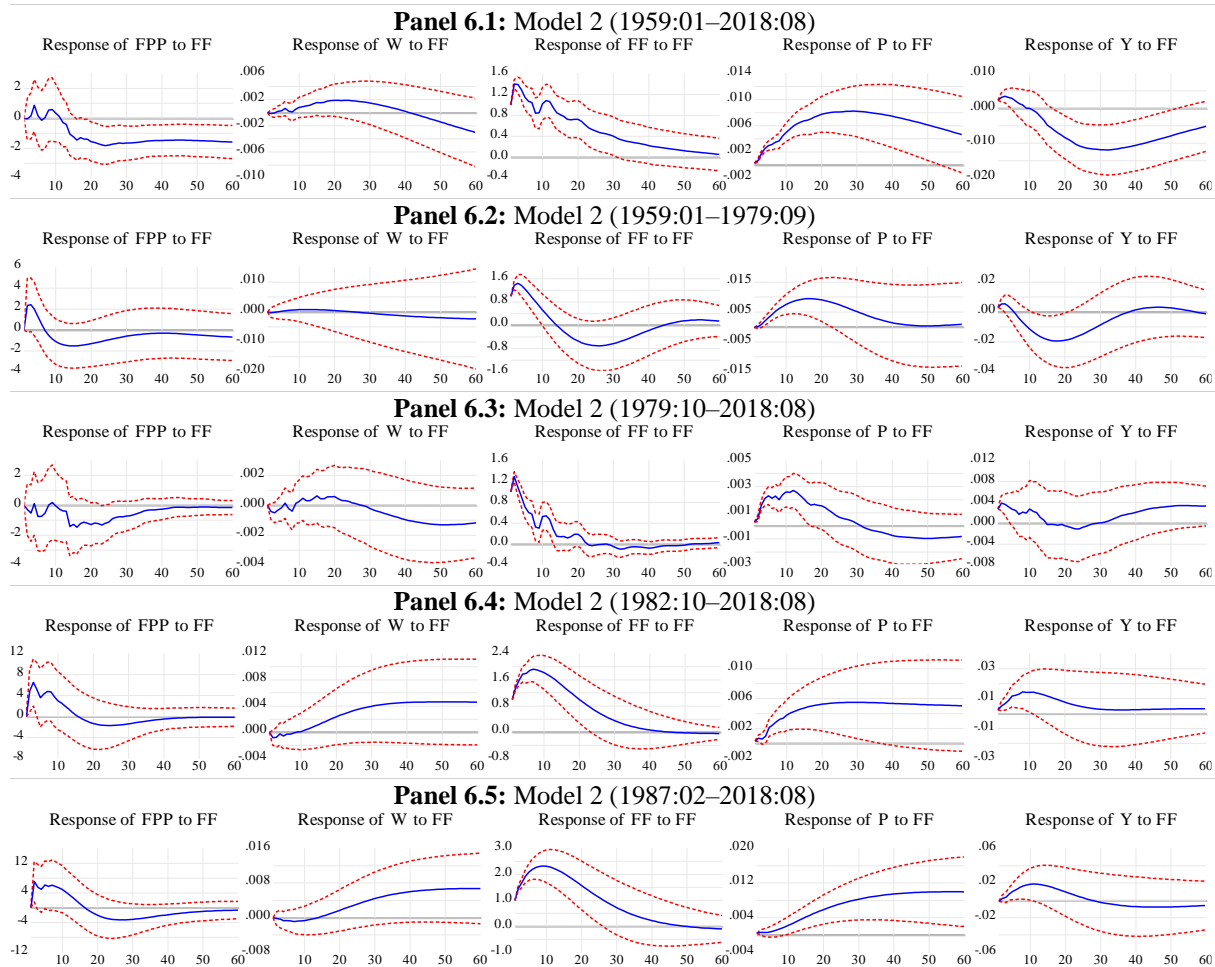 Panel 6.1: Model 2 (1959:01–2018:08)
Response of FPP to FF Response of W to FF Response of FF to FF Response of P to FF Response of Y to FF
2 0 -2 -4
.006 .002 -.002 -.006 -.010
1.6 1.2 0.8 0.4 0.0 -0.4
.014 .010 .006 .002 -.002
.010 .000 -.010 -.020
10 20 30 40 50 60 10 20 30 40 50 60 10 20 30 40 50 60 10 20 30 40 50 60 10 20 30 40 50 60
Panel 6.2: Model 2 (1959:01–1979:09)
Response of FPP to FF Response of W to FF Response of FF to FF Response of P to FF Response of Y to FF
6 4 2 0 -2 -4
.010 .000 -.010 -.020
1.6 0.8 0.0 -0.8 -1.6
.015 .005 -.005 -.015
.02 .00 -.02 -.04
10 20 30 40 50 60 10 20 30 40 50 60 10 20 30 40 50 60 10 20 30 40 50 60 10 20 30 40 50 60
Panel 6.3: Model 2 (1979:10–2018:08)
Response of FPP to FF Response of W to FF Response of FF to FF Response of P to FF Response of Y to FF
2 0 -2 -4
.002 .000 -.002 -.004
1.6 1.2 0.8 0.4 0.0 -0.4
.005 .003 .001 -.001 -.003
.012 .008 .004 .000 -.004 -.008
10 20 30 40 50 60 10 20 30 40 50 60 10 20 30 40 50 60 10 20 30 40 50 60 10 20 30 40 50 60
Panel 6.4: Model 2 (1982:10–2018:08)
Response of FPP to FF Response of W to FF Response of FF to FF Response of P to FF Response of Y to FF
12 8 4 0 -4 -8
.012 .008 .004 .000 -.004
2.4 1.6 0.8 0.0 -0.8
.010 .006 .002 -.002
.03 .01 -.01 -.03
10 20 30 40 50 60 10 20 30 40 50 60 10 20 30 40 50 60 10 20 30 40 50 60 10 20 30 40 50 60
Panel 6.5: Model 2 (1987:02–2018:08)
Response of FPP to FF Response of W to FF Response of FF to FF Response of P to FF Response of Y to FF
12 4 -4 -12
.016 .008 .000 -.008
3.0 2.0 1.0 0.0 -1.0
.020 .012 .004 -.004
.06 .02 -.02 -.06
10 20 30 40 50 60 10 20 30 40 50 60 10 20 30 40 50 60 10 20 30 40 50 60 10 20 30 40 50 60